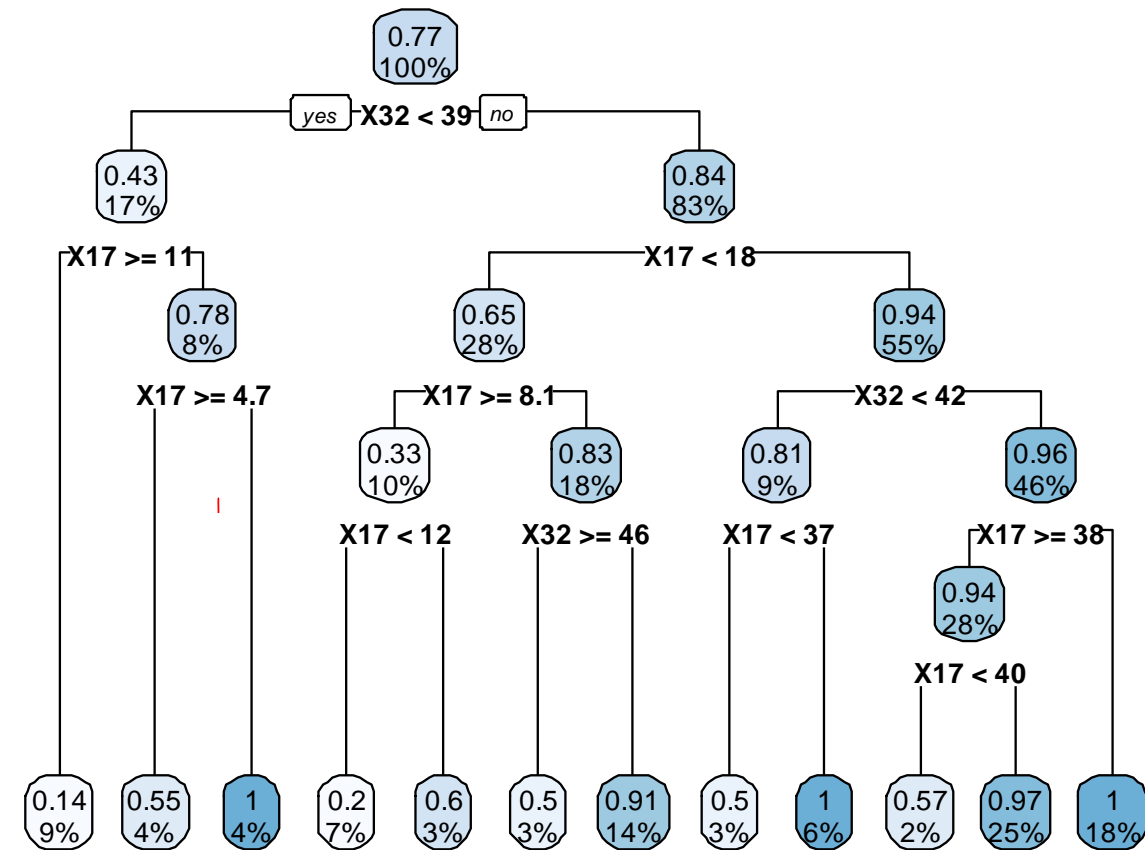 0.77
100%
yes X32 < 39 no
0.43 0.84
17% 83%
X17 >= 11 X17 < 18
0.78 0.65 0.94
8% 28% 55%
X17 >= 4.7 X17 >= 8.1 X32 < 42
0.33 0.83 0.81 0.96
10% 18% 9% 46%
X17 < 12 X32 >= 46 X17 < 37 X17 >= 38
0.94
28%
X17 < 40
0.14 0.55 1 0.2 0.6 0.5 0.91 0.5 1 0.57 0.97 1
9% 4% 4% 7% 3% 3% 14% 3% 6% 2% 25% 18%